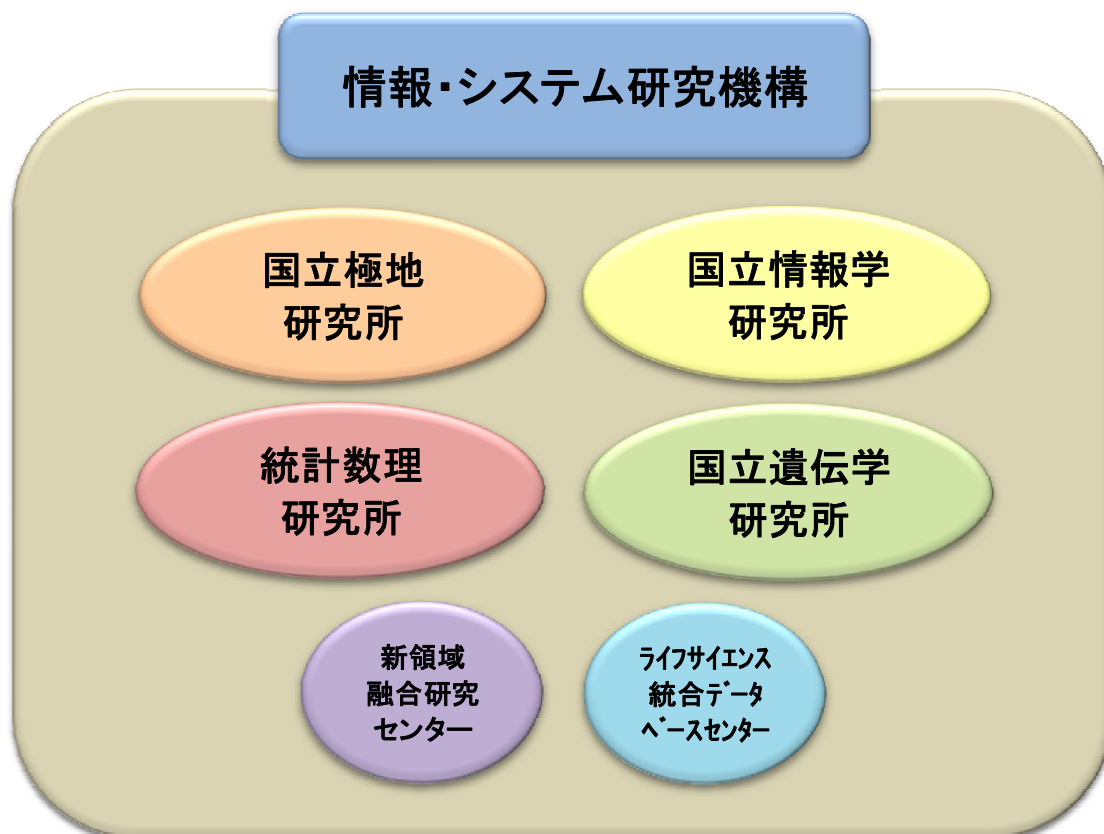 情報・システム研究機構
国立極地
研究所
国立情報学
研究所
統計数理
研究所
国立遺伝学
研究所
新領域
融合研究
センター
ライフサイエンス
統合データ
ベースセンター